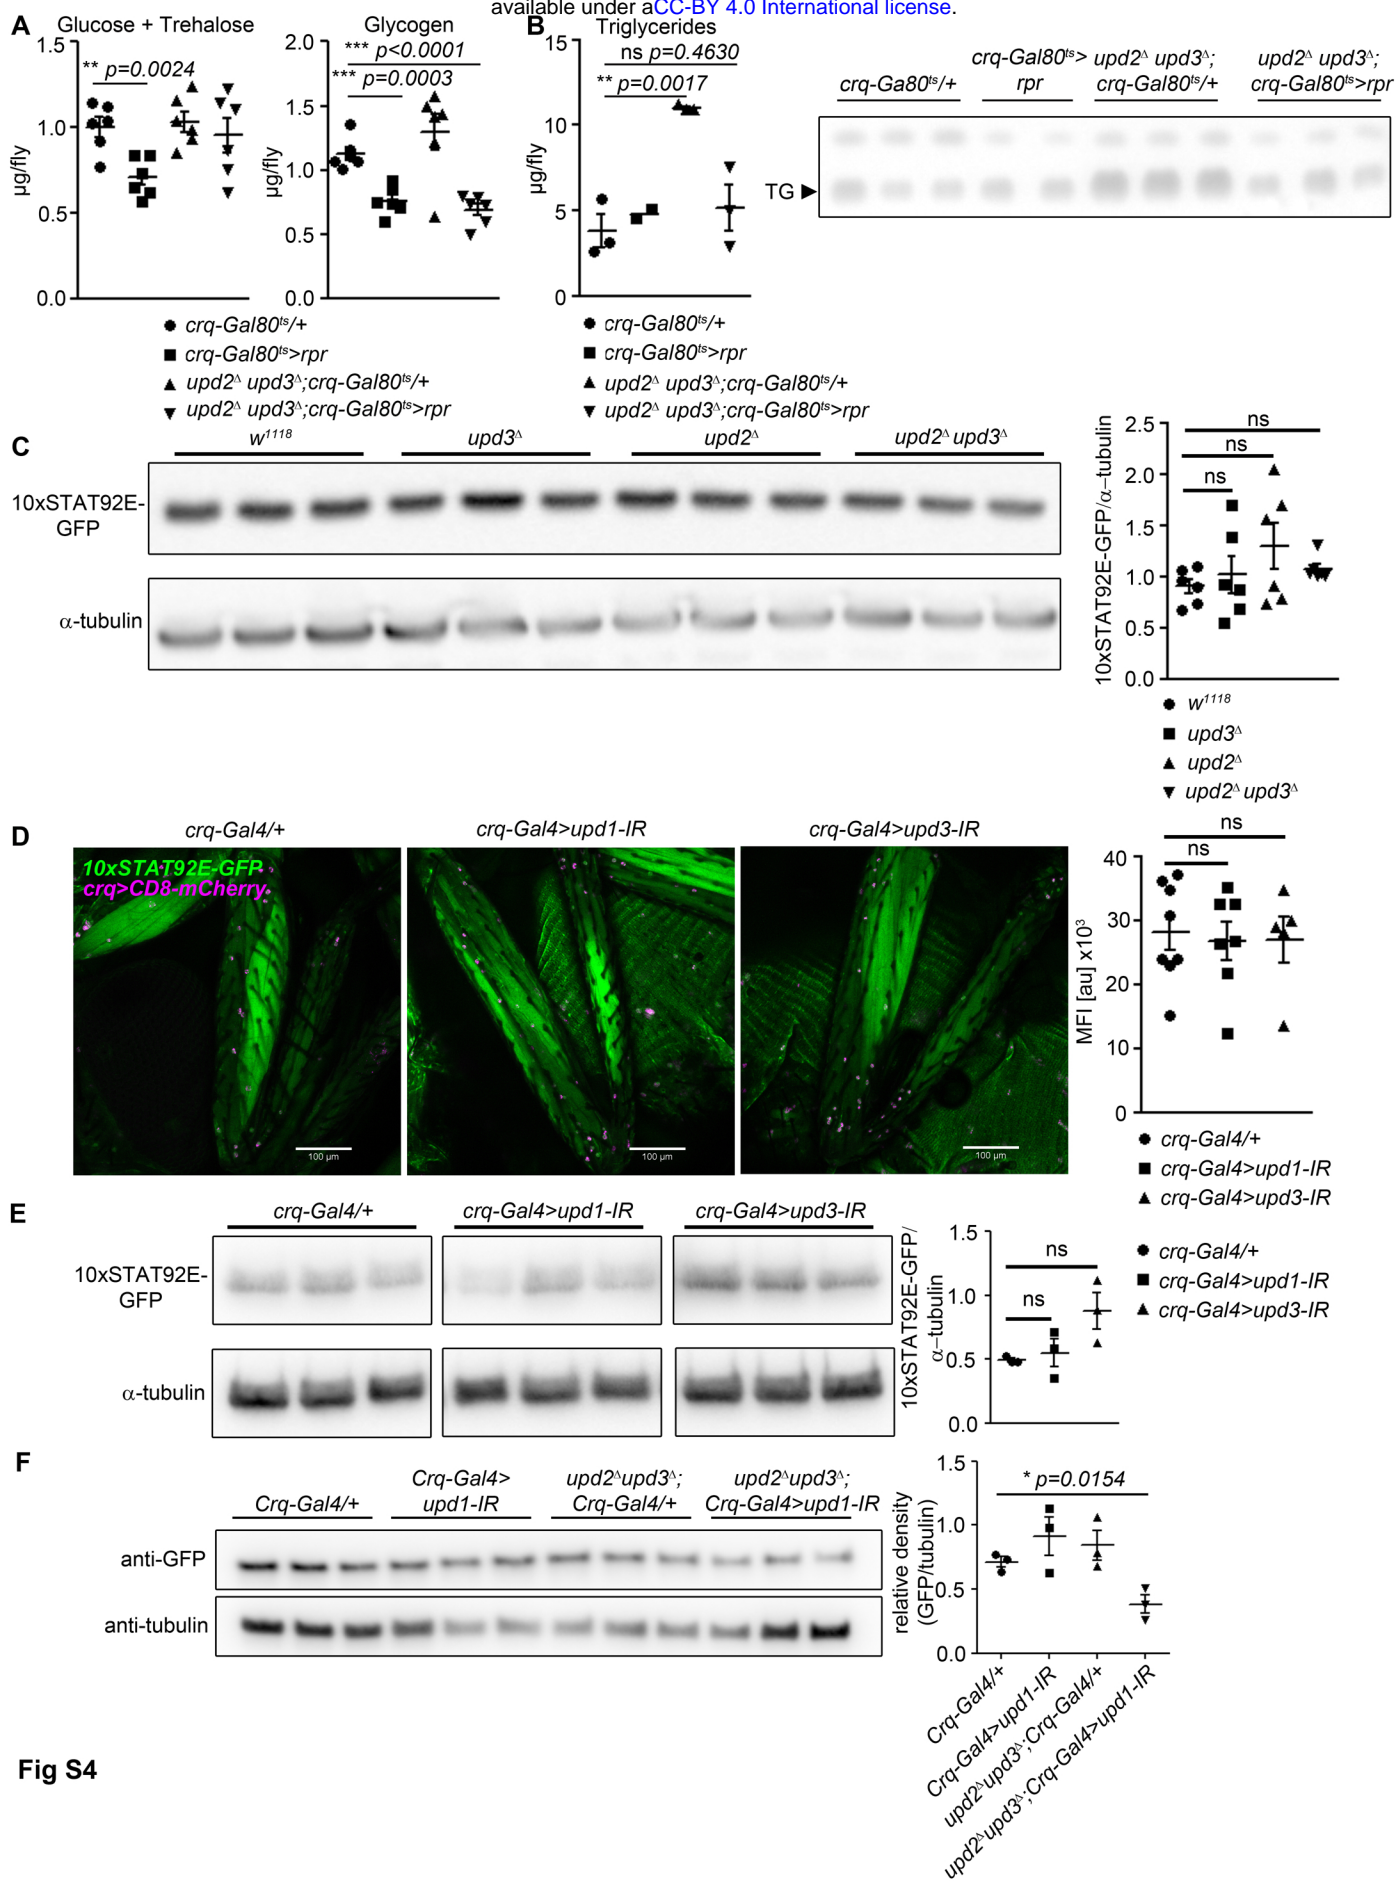 available under aCC-BY 4.0 International license.
A
Glucose + Trehalose
** p=0.0024
µg/fly
1.5
1.0
0.5
0.0
Glycogen
*** p<0.0001
*** p=0.0003
µg/fly
2.0
1.5
1.0
0.5
0.0
crq-Gal80ts/+
crq-Gal80ts>rpr
upd2Δ upd3Δ;crq-Gal80ts/+
upd2Δ upd3Δ;crq-Gal80ts>rpr
B
Triglycerides
ns p=0.4630
** p=0.0017
µg/fly
15
10
5
0
crq-Gal80ts/+
crq-Gal80ts>rpr
upd2Δ upd3Δ;crq-Gal80ts/+
upd2Δ upd3Δ;crq-Gal80ts>rpr
crq-Ga80ts/+
crq-Gal80ts>
rpr
upd2Δ upd3Δ;
crq-Gal80ts/+
upd2Δ upd3Δ;
crq-Gal80ts>rpr
TG
C
w1118
upd3Δ
upd2Δ
upd2Δ upd3Δ
10xSTAT92E-
GFP
α-tubulin
10xSTAT92E-GFP/α-tubulin
2.5
2.0
1.5
1.0
0.5
0.0
ns
ns
ns
w1118
upd3Δ
upd2Δ
upd2Δ upd3Δ
D
crq-Gal4/+
crq-Gal4>upd1-IR
crq-Gal4>upd3-IR
10xSTAT92E-GFP
crq>CD8-mCherry
100 µm
100 µm
100 µm
MFI [au] x10³
40
30
20
10
0
ns
ns
crq-Gal4/+
crq-Gal4>upd1-IR
crq-Gal4>upd3-IR
E
crq-Gal4/+
crq-Gal4>upd1-IR
crq-Gal4>upd3-IR
10xSTAT92E-
GFP
α-tubulin
10xSTAT92E-GFP/
α-tubulin
1.5
1.0
0.5
0.0
ns
ns
crq-Gal4/+
crq-Gal4>upd1-IR
crq-Gal4>upd3-IR
F
Crq-Gal4/+
Crq-Gal4>
upd1-IR
upd2Δupd3Δ;
Crq-Gal4/+
upd2Δupd3Δ;
Crq-Gal4>upd1-IR
anti-GFP
anti-tubulin
relative density
(GFP/tubulin)
1.5
1.0
0.5
0.0
* p=0.0154
Crq-Gal4/+
Crq-Gal4>upd1-IR
upd2Δupd3Δ;Crq-Gal4/+
upd2Δupd3Δ;Crq-Gal4>upd1-IR
Fig S4